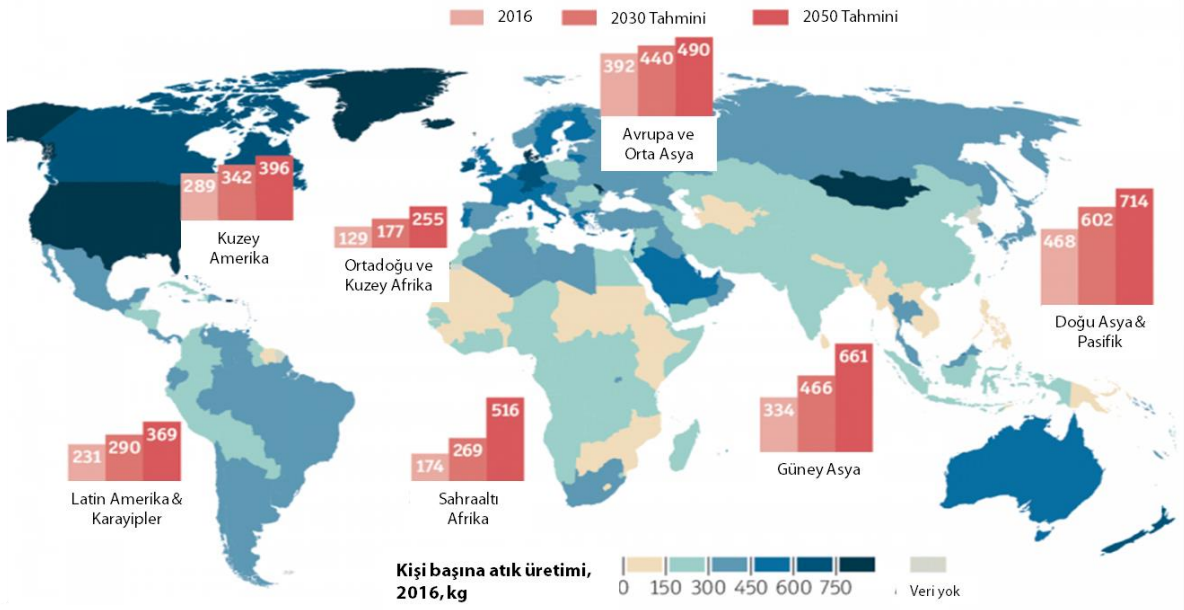 2016 2030 Tahmini 2050 Tahmini
392 440 490
Avrupa ve
Orta Asya
289 342 396
Kuzey
Amerika
129 177 255
Ortadoğu ve
Kuzey Afrika
468 602 714
Doğu Asya &
Pasifik
334 466 661
Güney Asya
231 290 369
Latin Amerika &
Karayipler
174 269 516
Sahraaltı
Afrika
Kişi başına atık üretimi,
2016, kg
0 150 300 450 600 750
Veri yok